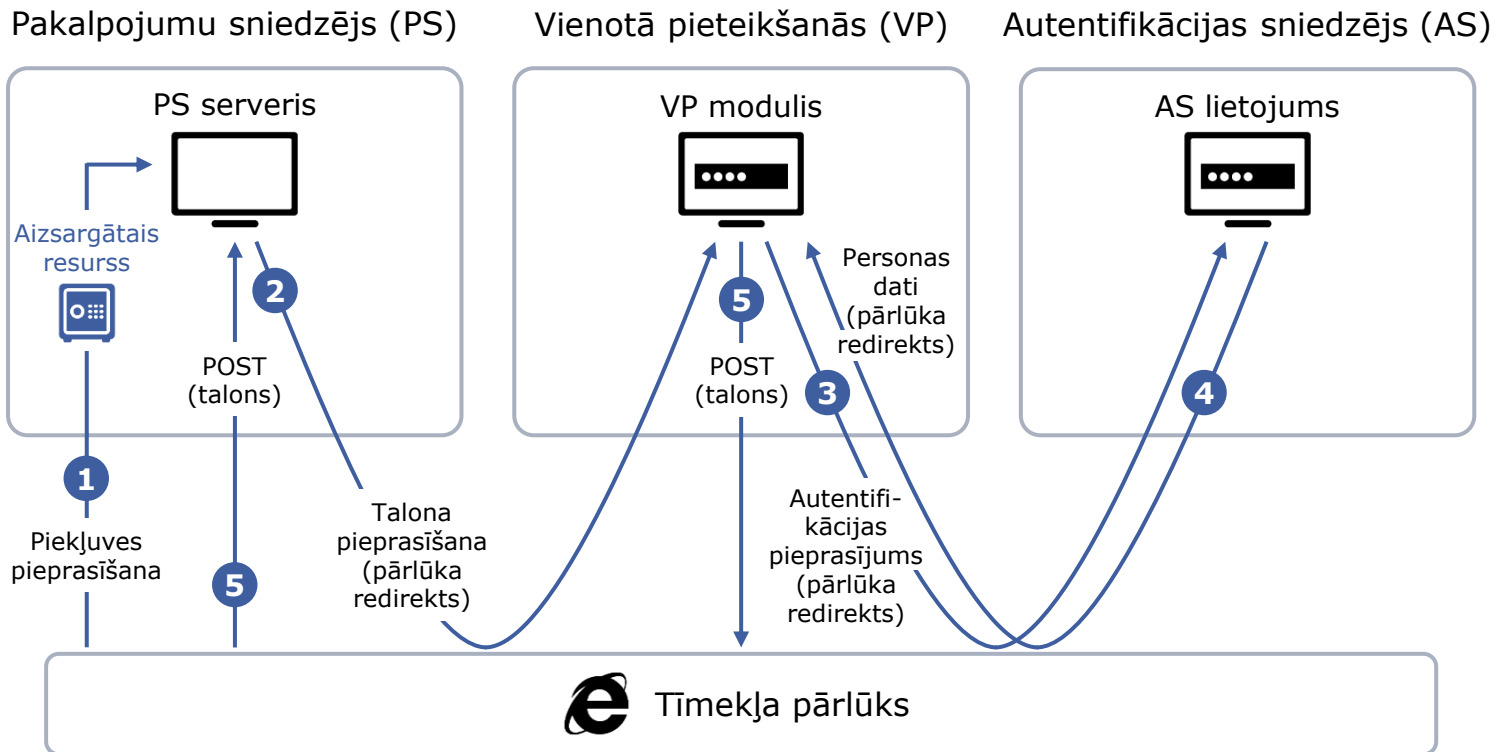 Pakalpojumu sniedzējs (PS)
Vienotā pieteikšanās (VP)
Autentifikācijas sniedzējs (AS)
PS serveris
VP modulis
AS lietojums
Aizsargātais
resurss
2
5
Personas
dati
(pārlūka
redirekts)
POST
(talons)
POST
(talons)
3
4
1
Piekļuves
pieprasīšana
5
Talona
pieprasīšana
(pārlūka
redirekts)
Autentifi-
kācijas
pieprasījums
(pārlūka
redirekts)
Tīmekļa pārlūks